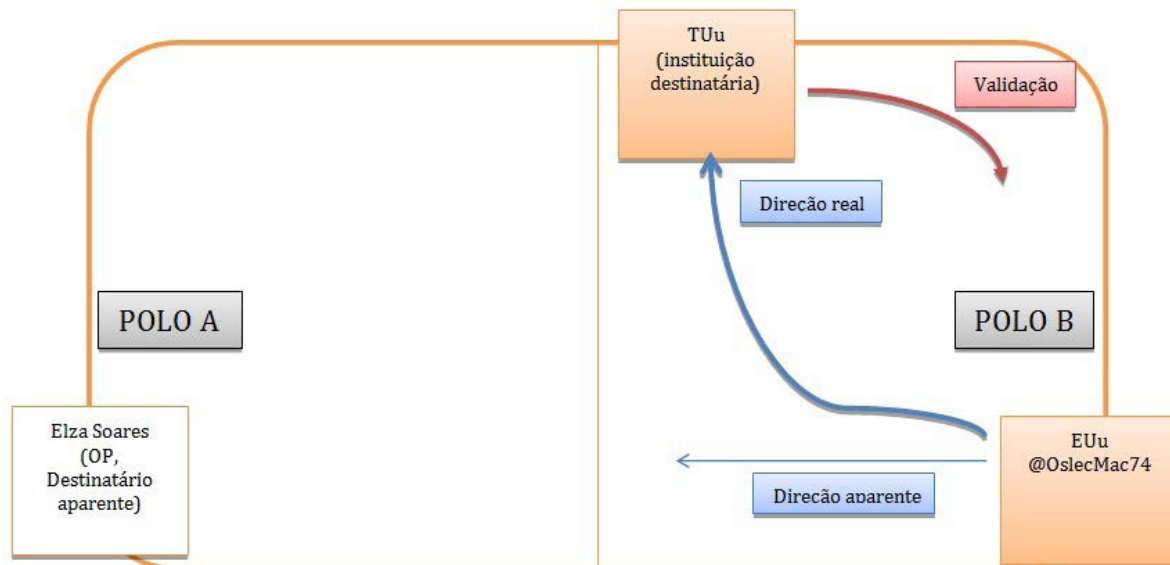 TUu
(instituição
destinatária)
Validação
Direção real
POLO A
POLO B
Elza Soares
(OP,
Destinatário
aparente)
EUu
@OslecMac74
Direção aparente